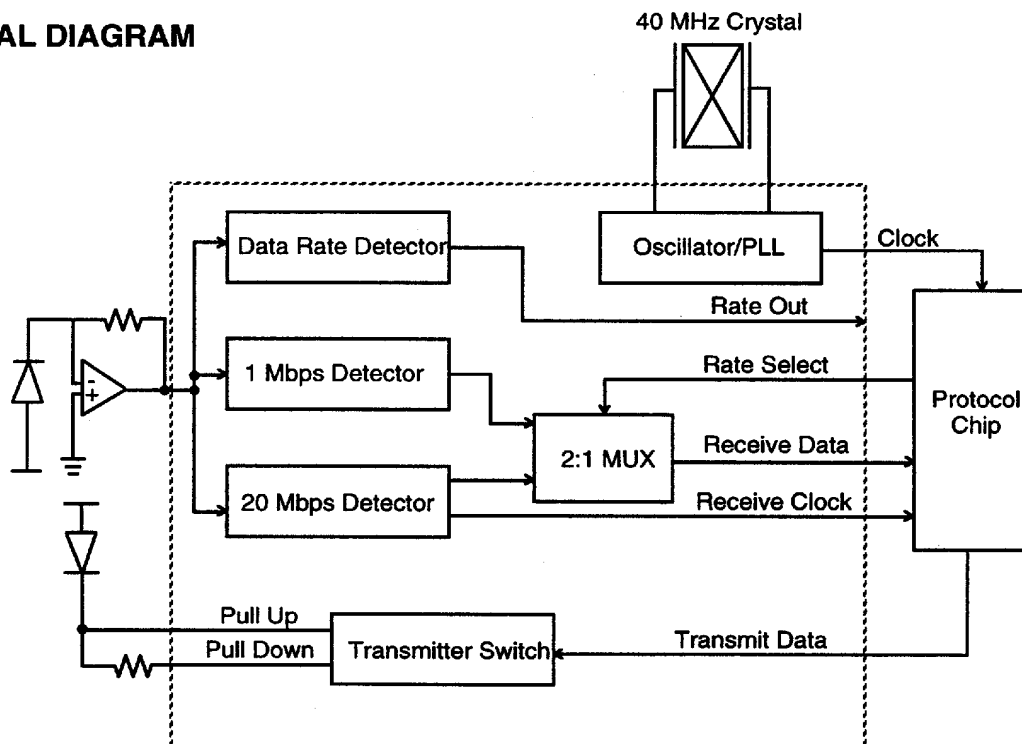 AL DIAGRAM
40 MHz Crystal
Data Rate Detector
Oscillator/PLL
Clock
Rate Out
1 Mbps Detector
Rate Select
Protocol
Chip
2:1 MUX
Receive Data
20 Mbps Detector
Receive Clock
Pull Up
Pull Down
Transmitter Switch
Transmit Data
-
+